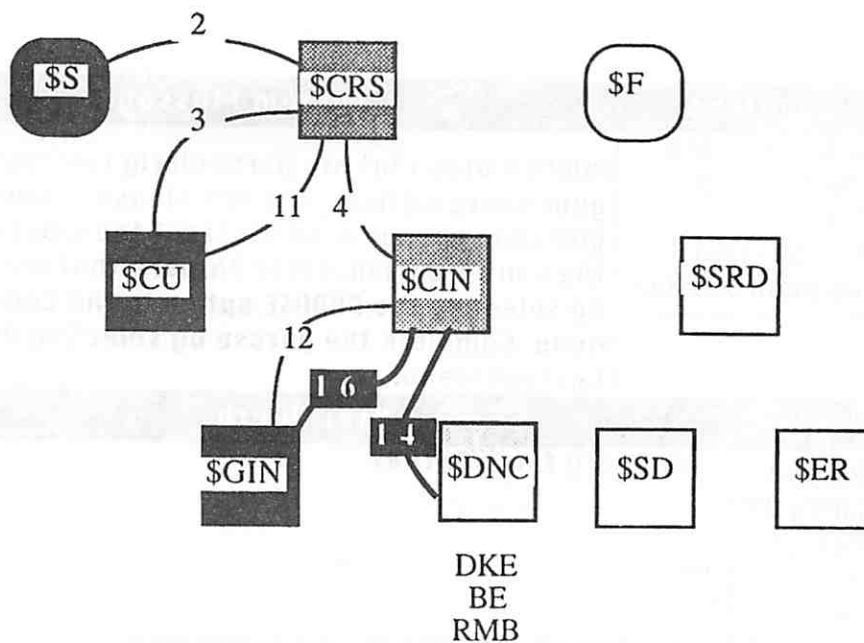 2
$S
$CRS
$F
3
11
4
$CU
$CIN
$SRD
12
1 6
1 4
$GIN
$DNC
$SD
$ER
DKE
BE
RMB